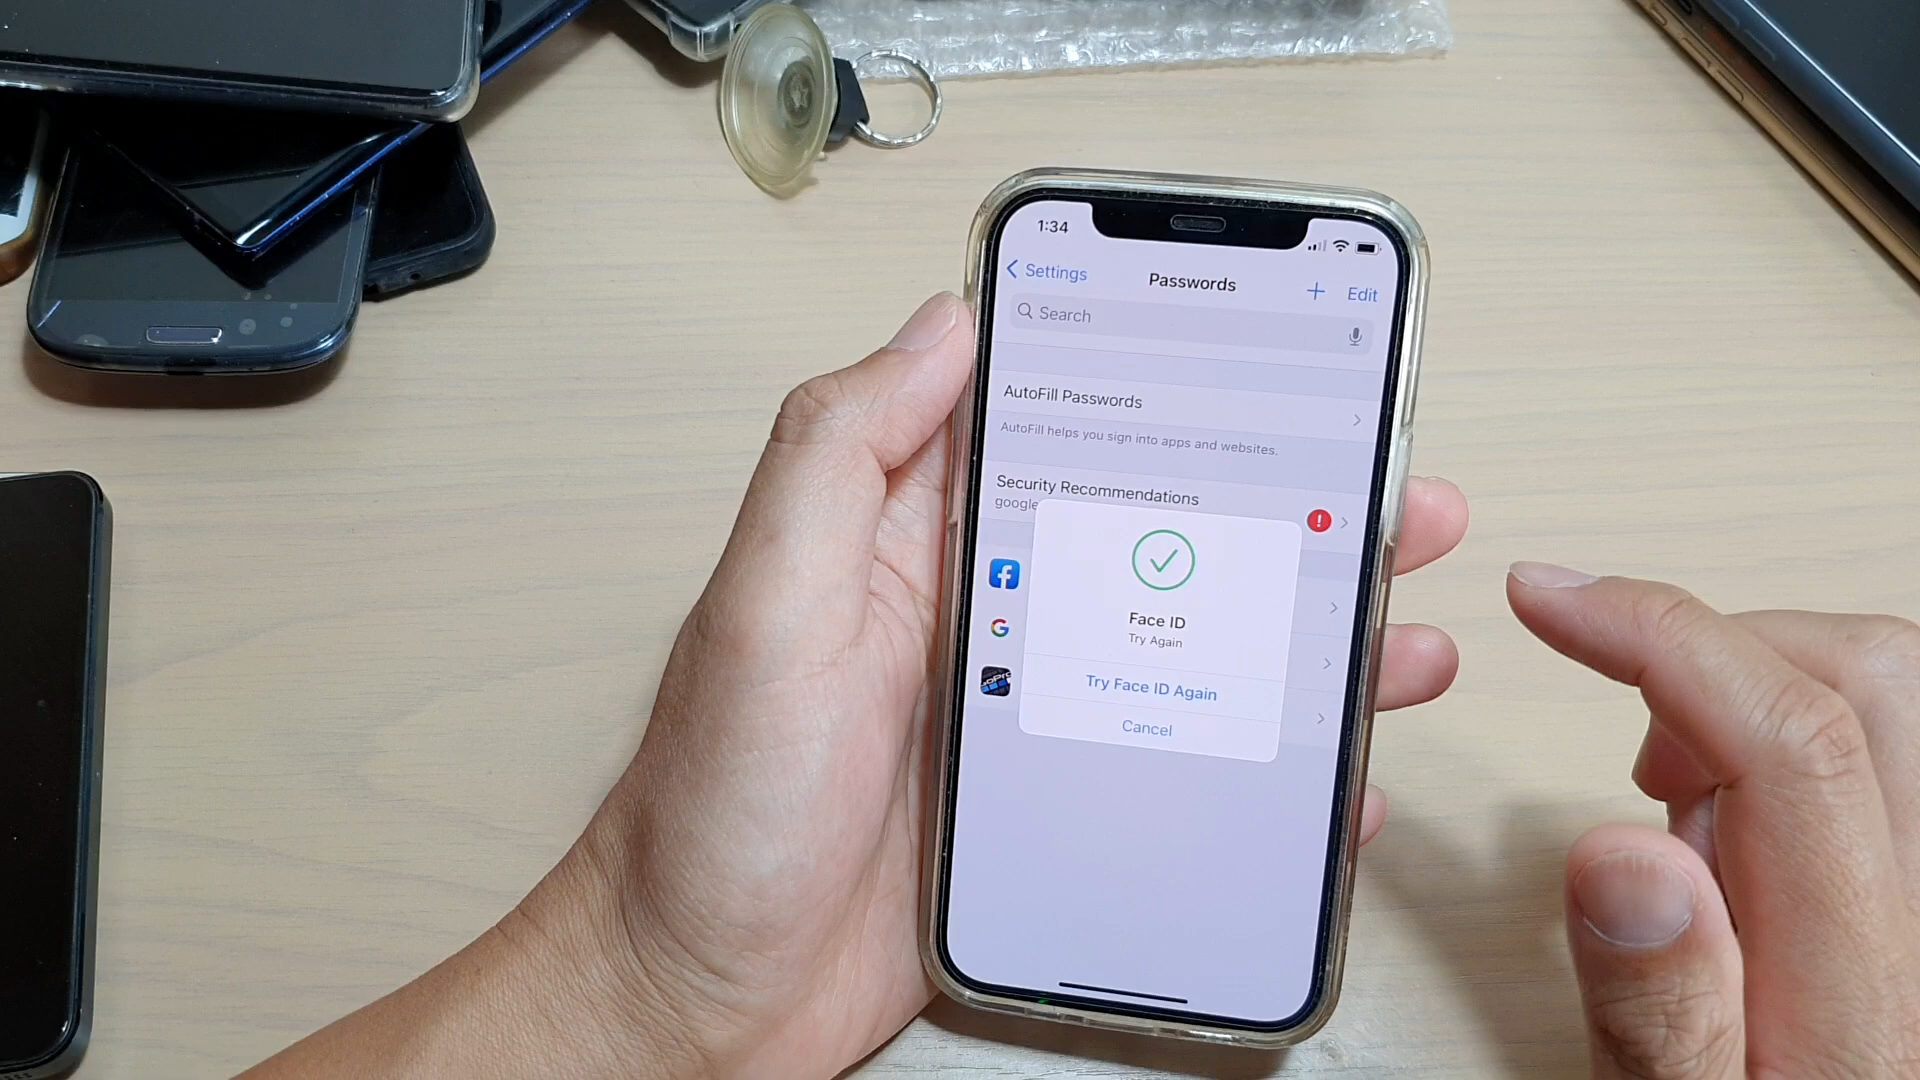 1:34
Settings
Passwords
Edit
Search
AutoFill Passwords
AutoFill helps you sign into apps and websites.
Security Recommendations
google
Face ID
Try Again
Try Face ID Again
Cancel
GoPro